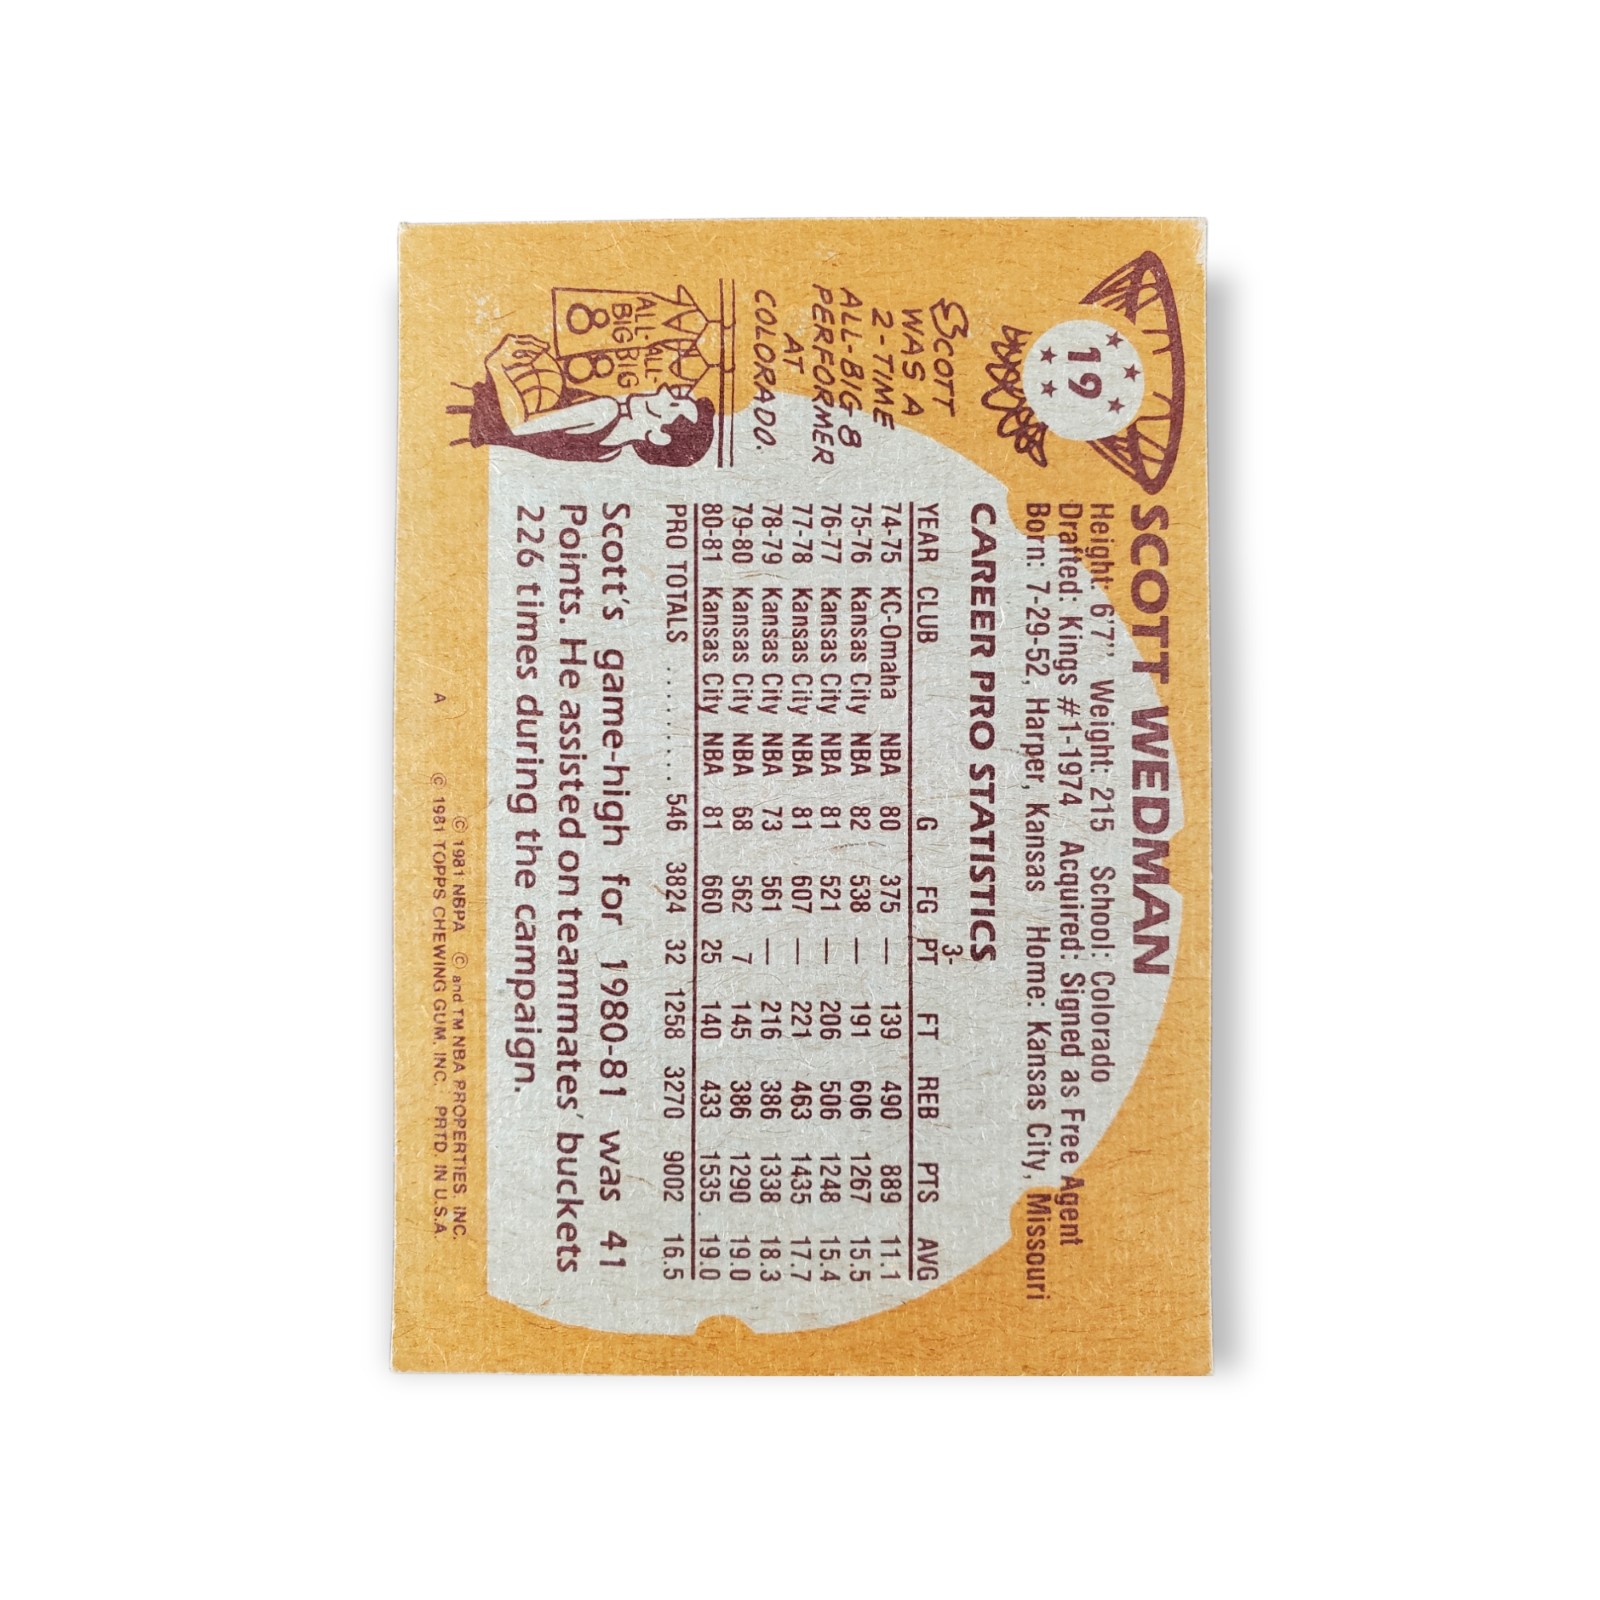 19
SCOTT WEDMAN
Height: 6'7" Weight: 215 School: Colorado
Drafted: Kings #1-1974 Acquired: Signed as Free Agent
Born: 7-29-52, Harper, Kansas Home: Kansas City, Missouri
CAREER PRO STATISTICS
3-
YEAR CLUB G FG PT FT REB PTS AVG
74-75 KC-Omaha NBA 80 375 — 139 490 889 11.1
75-76 Kansas City NBA 82 538 — 191 606 1267 15.5
76-77 Kansas City NBA 81 521 — 206 506 1248 15.4
77-78 Kansas City NBA 81 607 — 221 463 1435 17.7
78-79 Kansas City NBA 73 561 — 216 386 1338 18.3
79-80 Kansas City NBA 68 562 7 145 386 1290 19.0
80-81 Kansas City NBA 81 660 25 140 433 1535 19.0
PRO TOTALS .......... 546 3824 32 1258 3270 9002 16.5
Scott's game-high for 1980-81 was 41
Points. He assisted on teammates' buckets
226 times during the campaign.
SCOTT
WAS A
2-TIME
ALL-BIG-8
PERFORMER
AT
COLORADO.
ALL-
BIG
8
ALL-
BIG
8
© 1981 NBPA © and TM NBA PROPERTIES, INC.
A © 1981 TOPPS CHEWING GUM, INC. PRTD. IN U.S.A.